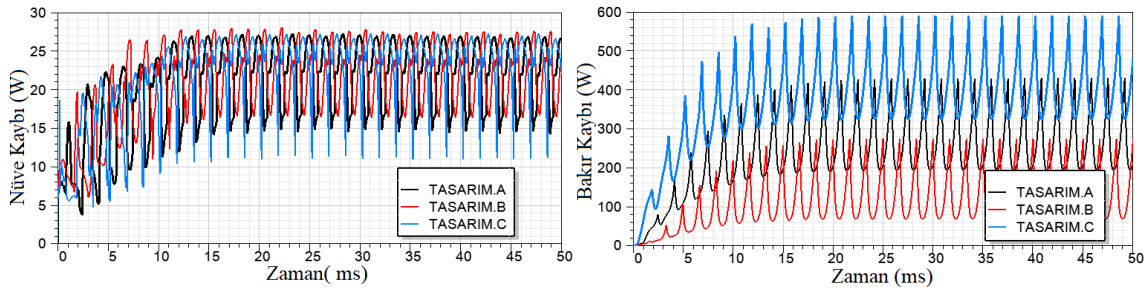 Nüve Kaybı (W)
30
25
20
15
10
5
0
TASARIM.A
TASARIM.B
TASARIM.C
0 5 10 15 20 25 30 35 40 45 50
Zaman( ms)
Bakır Kaybı (W)
600
500
400
300
200
100
0
TASARIM.A
TASARIM.B
TASARIM.C
0 5 10 15 20 25 30 35 40 45 50
Zaman (ms)